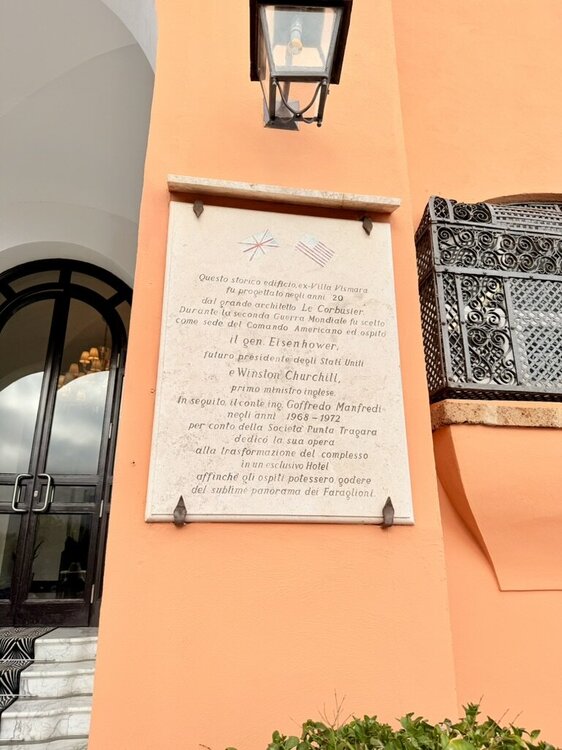 Questo storico edificio, ex-Villa Vismara
fu progettato negli anni 20
dal grande architetto Le Corbusier.
Durante la seconda Guerra Mondiale fu scelto
come sede del Comando Americano ed ospitò
il gen. Eisenhower,
futuro presidente degli Stati Uniti
e Winston Churchill,
primo ministro inglese.
In seguito, il conte ing. Goffredo Manfredi
negli anni 1968-1972
per conto della Società Punta Tragara
dedicò la sua opera
alla trasformazione del complesso
in un esclusivo Hotel
affinchè gli ospiti potessero godere
del sublime panorama dei Faraglioni.